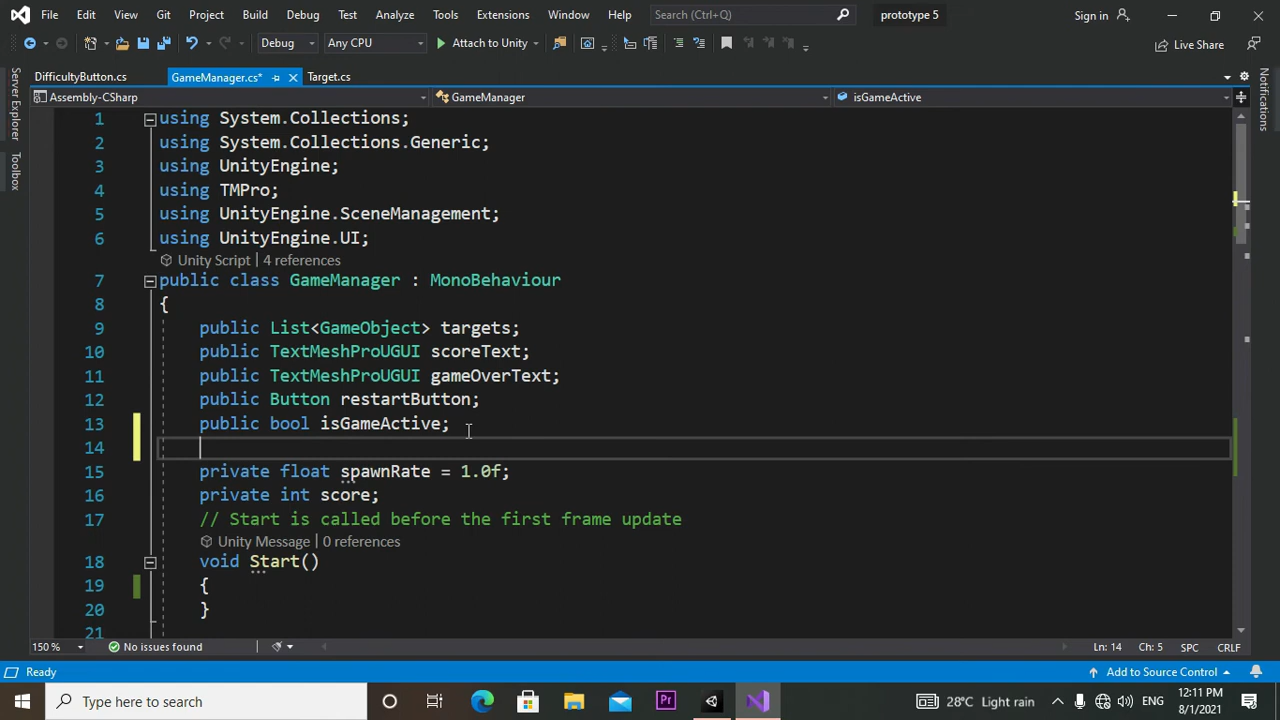 File Edit View Git Project Build Debug Test Analyze Tools Extensions Window Help Search (Ctrl+Q) prototype 5 Sign in
Debug Any CPU Attach to Unity Live Share
DifficultyButton.cs GameManager.cs* Target.cs
Assembly-CSharp GameManager isGameActive
Server Explorer
Toolbox
Notifications
1 using System.Collections;
2 using System.Collections.Generic;
3 using UnityEngine;
4 using TMPro;
5 using UnityEngine.SceneManagement;
6 using UnityEngine.UI;
Unity Script | 4 references
7 public class GameManager : MonoBehaviour
8 {
9 public List<GameObject> targets;
10 public TextMeshProUGUI scoreText;
11 public TextMeshProUGUI gameOverText;
12 public Button restartButton;
13 public bool isGameActive;
14
15 private float spawnRate = 1.0f;
16 private int score;
17 // Start is called before the first frame update
Unity Message | 0 references
18 void Start()
19 {
20 }
21
150 % No issues found Ln: 14 Ch: 5 SPC CRLF
Ready Add to Source Control
Type here to search Pr 28°C Light rain ENG 12:11 PM
8/1/2021